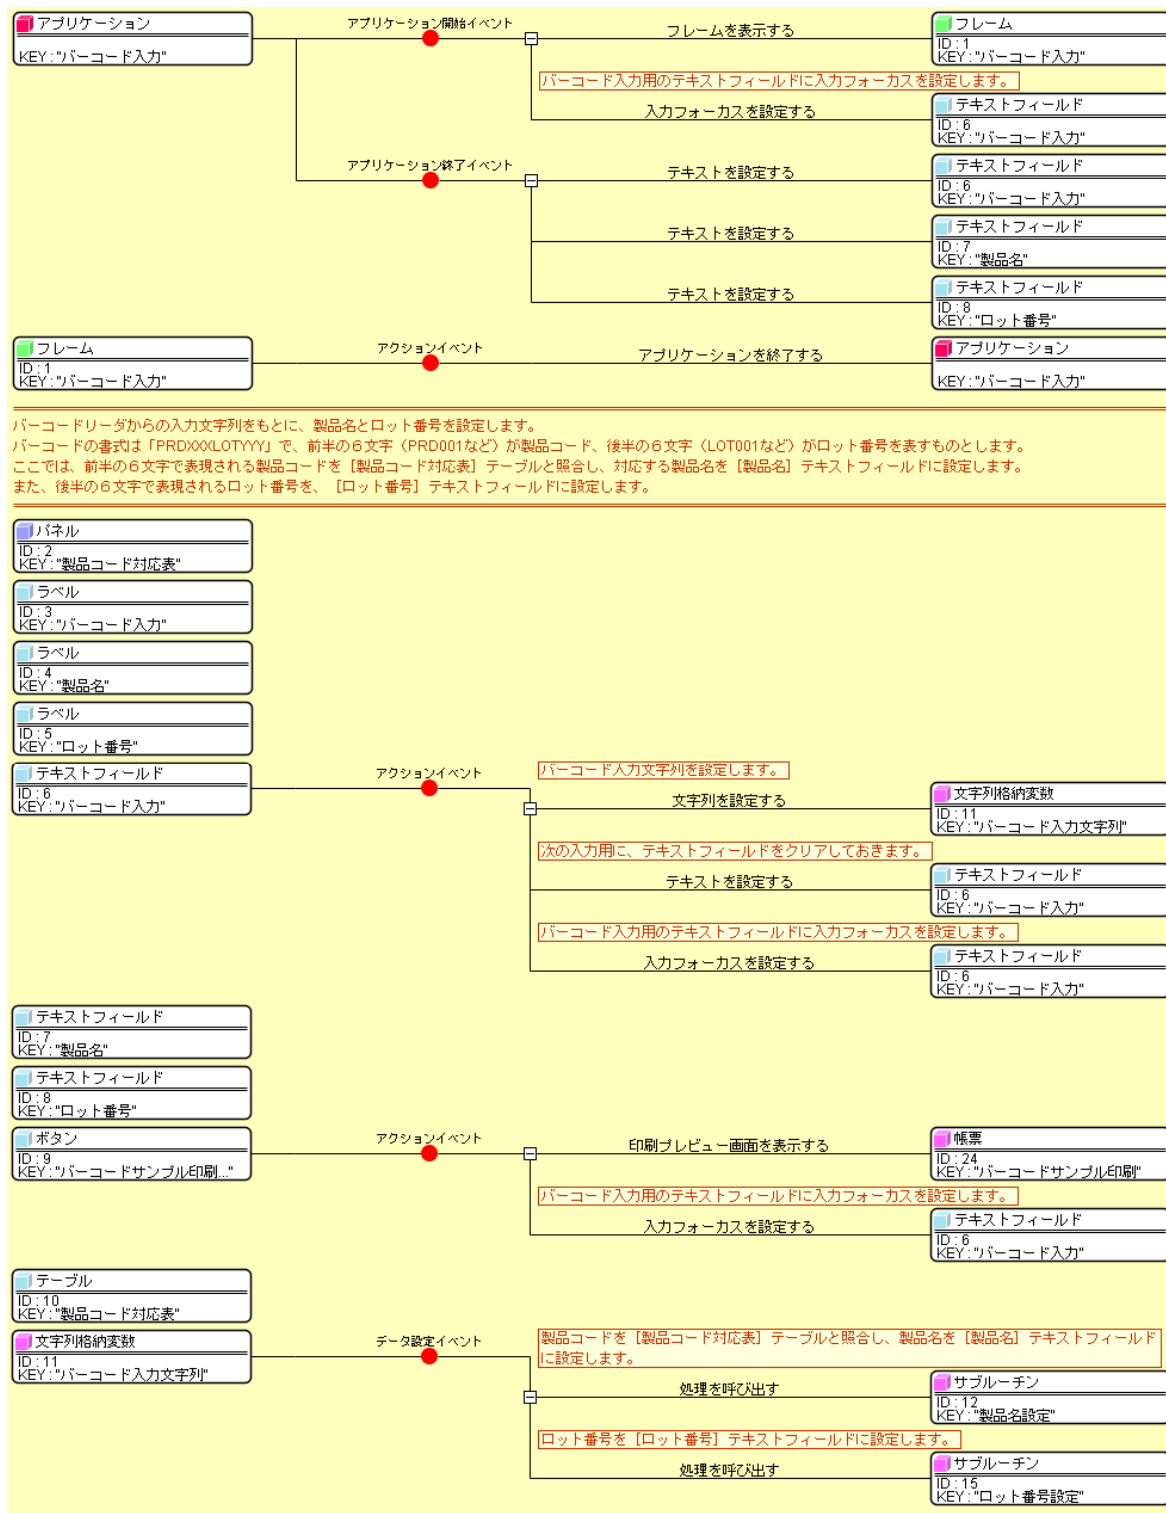 アプリケーション
KEY:"バーコード入力"
アプリケーション開始イベント
フレームを表示する
フレーム
ID:1
KEY:"バーコード入力"
バーコード入力用のテキストフィールドに入力フォーカスを設定します。
入力フォーカスを設定する
テキストフィールド
ID:6
KEY:"バーコード入力"
アプリケーション終了イベント
テキストを設定する
テキストフィールド
ID:6
KEY:"バーコード入力"
テキストを設定する
テキストフィールド
ID:7
KEY:"製品名"
テキストを設定する
テキストフィールド
ID:8
KEY:"ロット番号"
フレーム
ID:1
KEY:"バーコード入力"
アクションイベント
アプリケーションを終了する
アプリケーション
KEY:"バーコード入力"
バーコードリーダからの入力文字列をもとに、製品名とロット番号を設定します。
バーコードの書式は「PRDXXXLOTYYY」で、前半の6文字（PRD001など）が製品コード、後半の6文字（LOT001など）がロット番号を表すものとします。
ここでは、前半の6文字で表現される製品コードを［製品コード対応表］テーブルと照合し、対応する製品名を［製品名］テキストフィールドに設定します。
また、後半の6文字で表現されるロット番号を、［ロット番号］テキストフィールドに設定します。
パネル
ID:2
KEY:"製品コード対応表"
ラベル
ID:3
KEY:"バーコード入力"
ラベル
ID:4
KEY:"製品名"
ラベル
ID:5
KEY:"ロット番号"
テキストフィールド
ID:6
KEY:"バーコード入力"
アクションイベント
バーコード入力文字列を設定します。
文字列を設定する
文字列格納変数
ID:11
KEY:"バーコード入力文字列"
次の入力用に、テキストフィールドをクリアしておきます。
テキストを設定する
テキストフィールド
ID:6
KEY:"バーコード入力"
バーコード入力用のテキストフィールドに入力フォーカスを設定します。
入力フォーカスを設定する
テキストフィールド
ID:6
KEY:"バーコード入力"
テキストフィールド
ID:7
KEY:"製品名"
テキストフィールド
ID:8
KEY:"ロット番号"
ボタン
ID:9
KEY:"バーコードサンプル印刷..."
アクションイベント
印刷プレビュー画面を表示する
帳票
ID:24
KEY:"バーコードサンプル印刷"
バーコード入力用のテキストフィールドに入力フォーカスを設定します。
入力フォーカスを設定する
テキストフィールド
ID:6
KEY:"バーコード入力"
テーブル
ID:10
KEY:"製品コード対応表"
文字列格納変数
ID:11
KEY:"バーコード入力文字列"
データ設定イベント
製品コードを［製品コード対応表］テーブルと照合し、製品名を［製品名］テキストフィールド
に設定します。
処理を呼び出す
サブルーチン
ID:12
KEY:"製品名設定"
ロット番号を［ロット番号］テキストフィールドに設定します。
処理を呼び出す
サブルーチン
ID:15
KEY:"ロット番号設定"